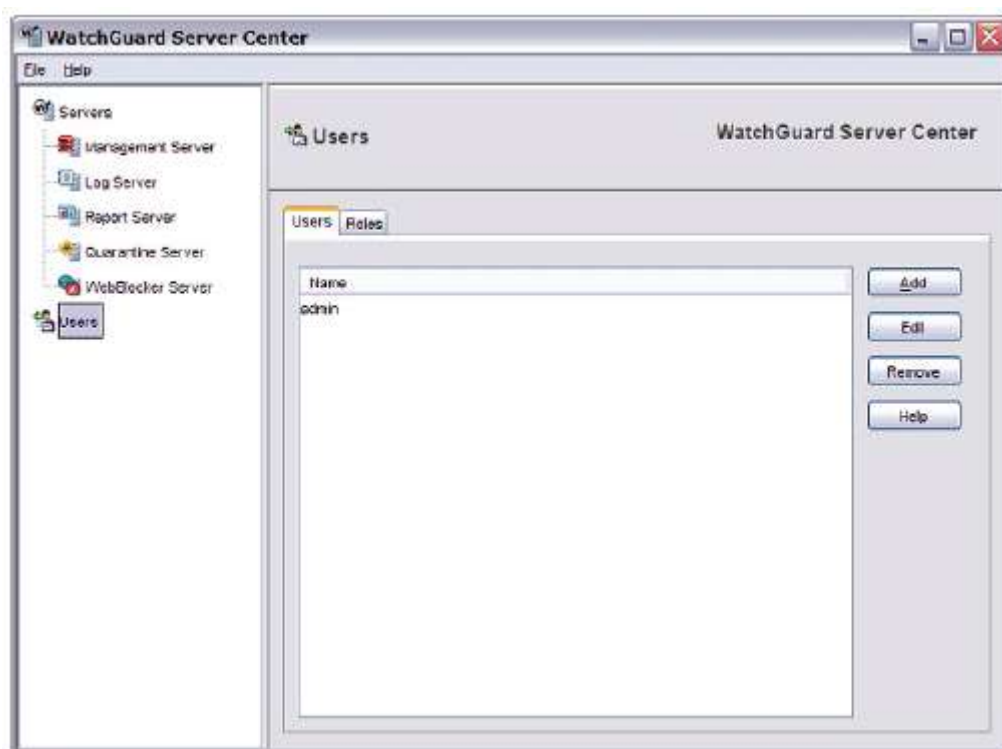 WatchGuard Server Center
File Help
Servers
Management Server
Log Server
Report Server
Quarantine Server
WebBlocker Server
Users
Users
WatchGuard Server Center
Users Roles
Name
admin
Add
Edit
Remove
Help